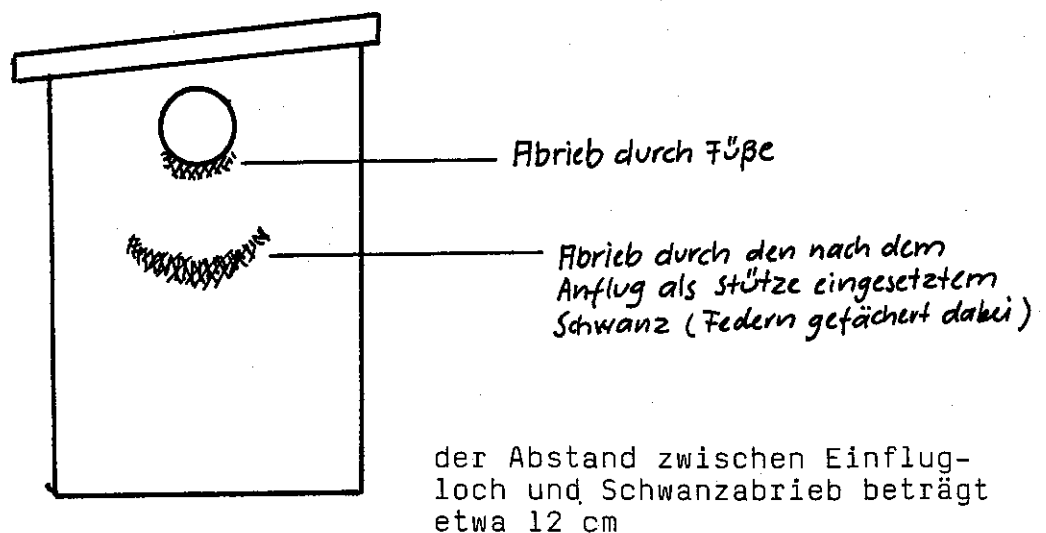 Abrieb durch Füße
Abrieb durch den nach dem
Anflug als Stütze eingesetztem
Schwanz (Federn gefächert dabei)
der Abstand zwischen Einflug-
loch und Schwanzabrieb beträgt
etwa 12 cm